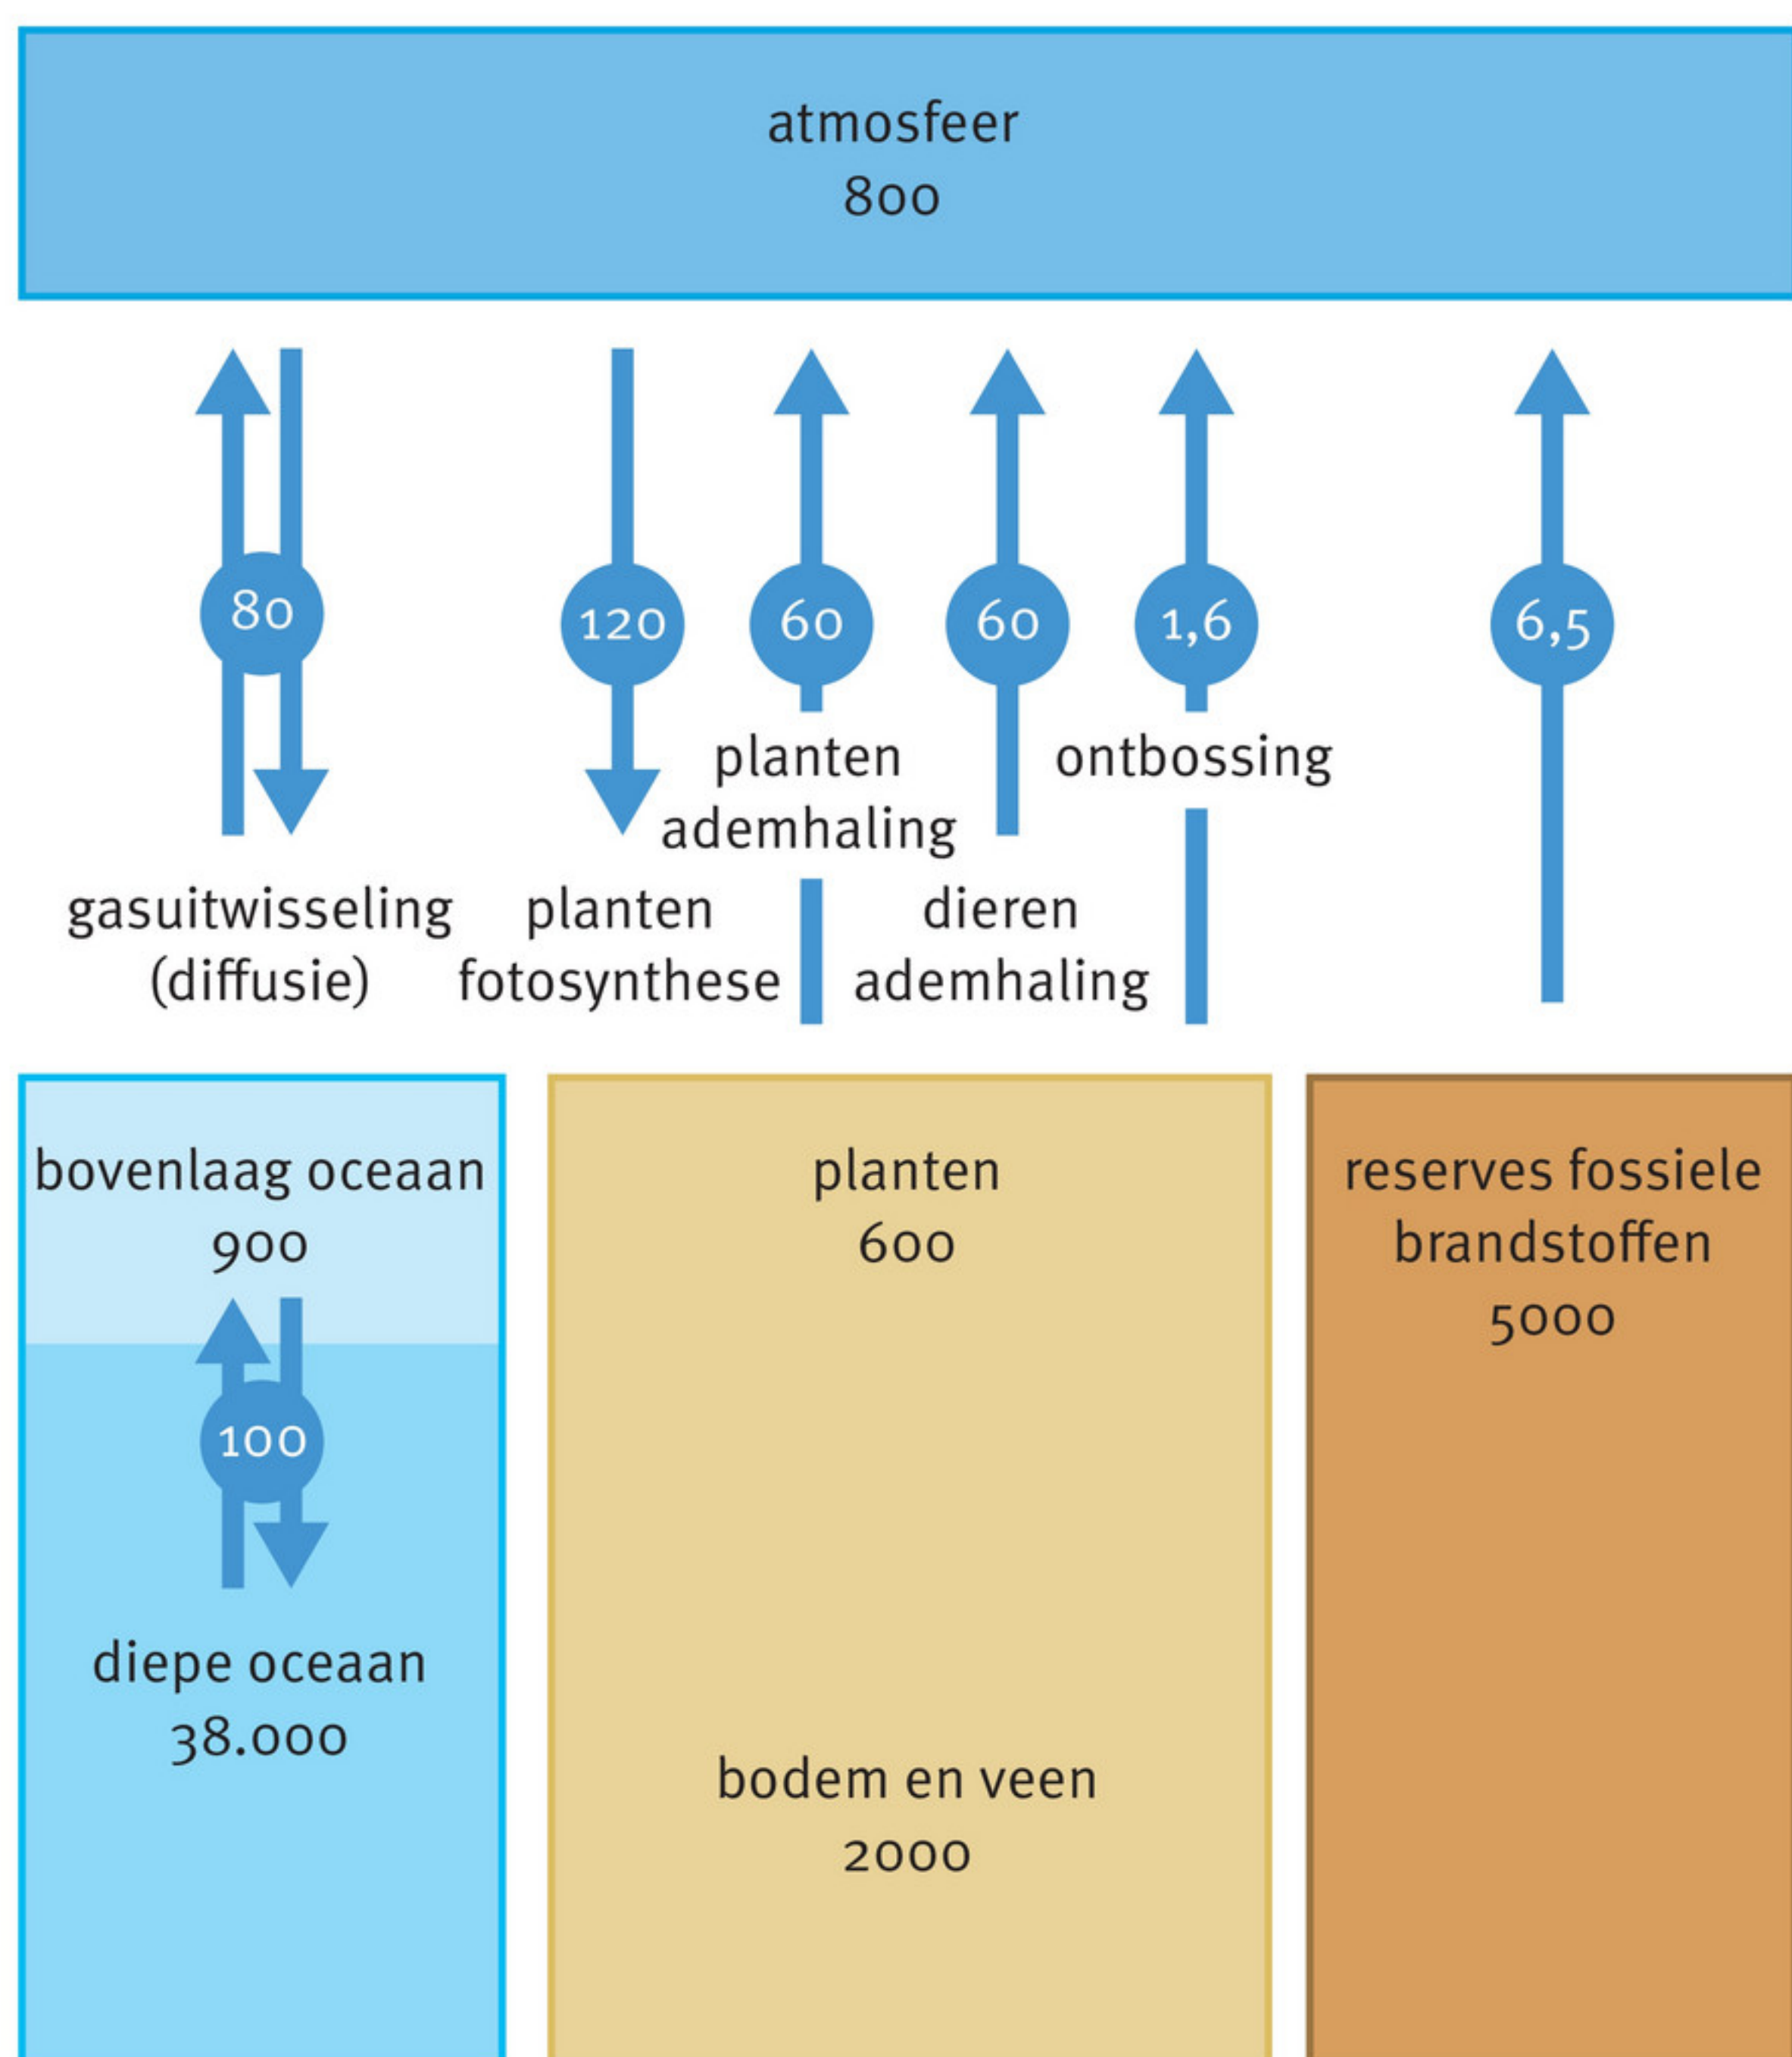 atmosfeer
800
80
120
60
60
1,6
6,5
planten
ademhaling
ontbossing
gasuitwisseling
(diffusie)
planten
fotosynthese
dieren
ademhaling
bovenlaag oceaan
900
100
diepe oceaan
38.000
planten
600
bodem en veen
2000
reserves fossiele
brandstoffen
5000